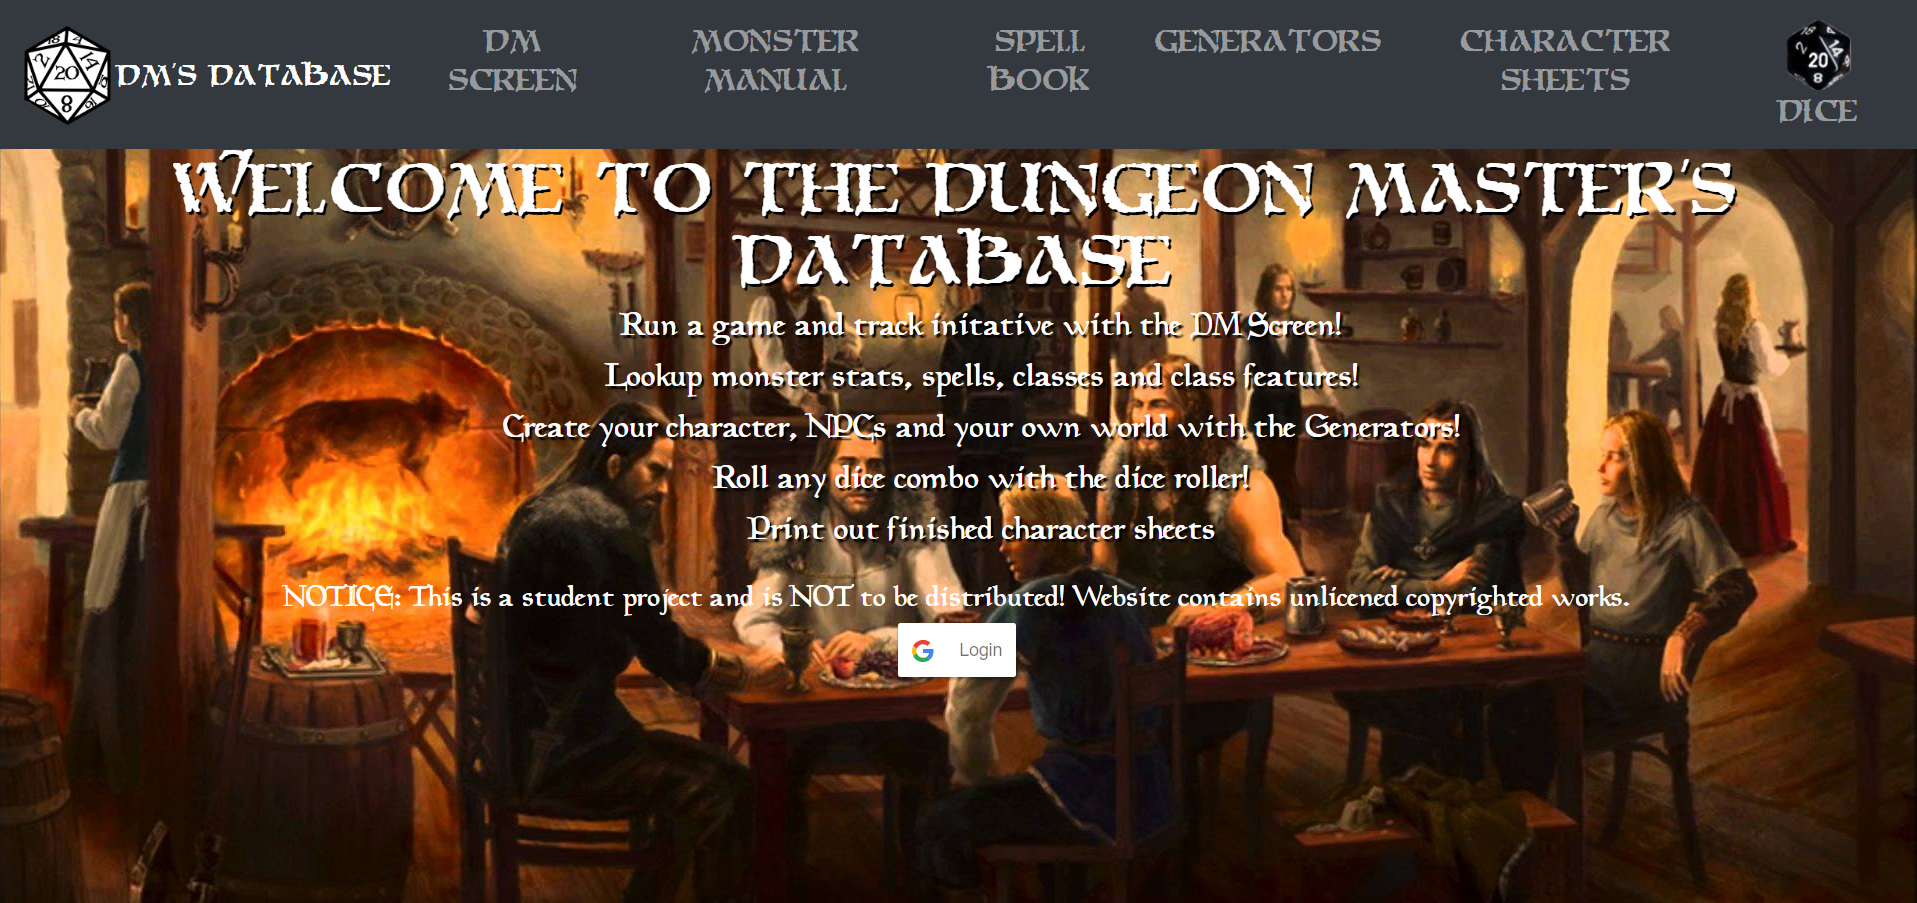 DM'S DATABASE
DM
SCREEN
MONSTER
MANUAL
SPELL
BOOK
GENERATORS
CHARACTER
SHEETS
DICE
WELCOME TO THE DUNGEON MASTER'S
DATABASE
Run a game and track initative with the DM Screen!
Lookup monster stats, spells, classes and class features!
Create your character, NPCs and your own world with the Generators!
Roll any dice combo with the dice roller!
Print out finished character sheets
NOTICE: This is a student project and is NOT to be distributed! Website contains unlicened copyrighted works.
Login